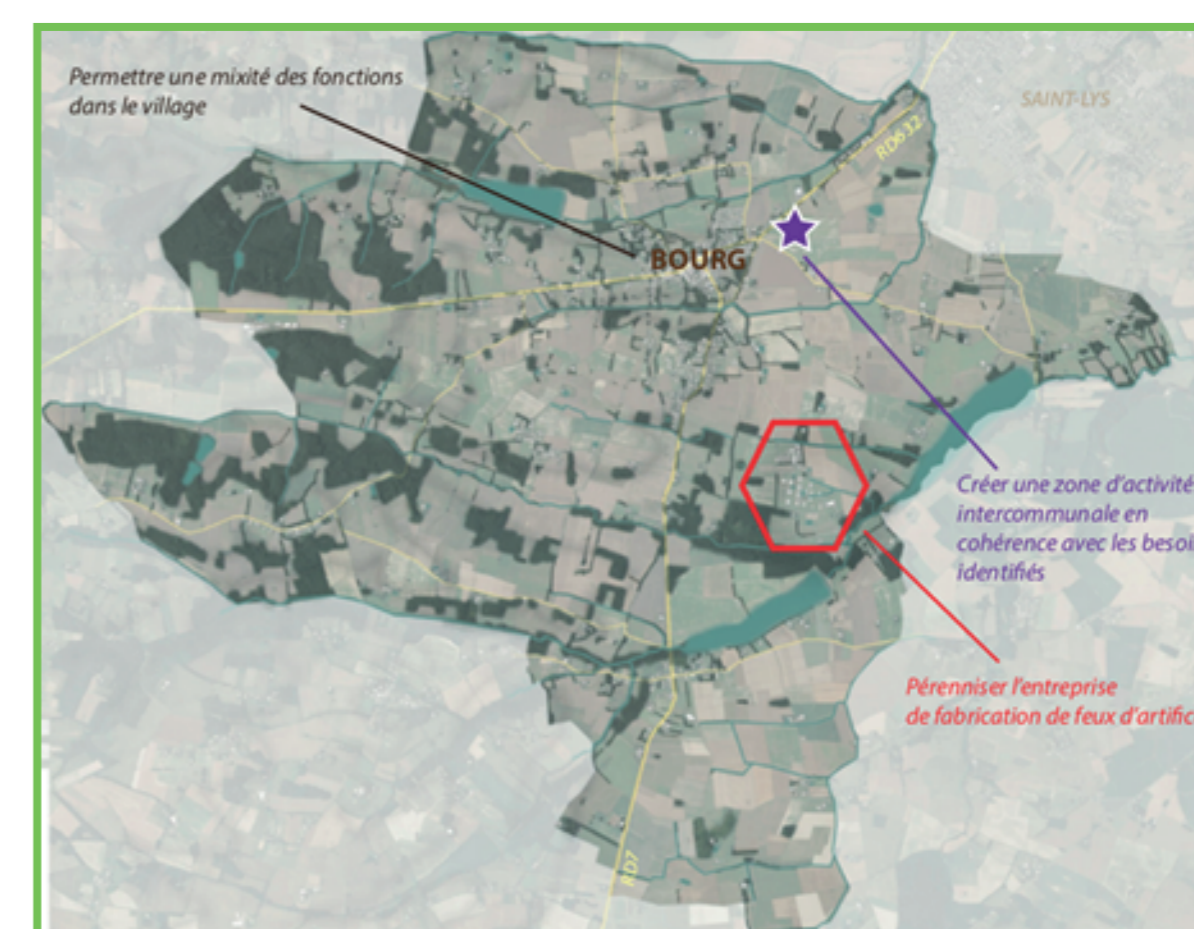 Permettre une mixité des fonctions
dans le village
SAINT-LYS
RD632
BOURG
Créer une zone d'activité
intercommunale en
cohérence avec les besoi
identifiés
Pérenniser l'entreprise
de fabrication de feux d'artific
RD7